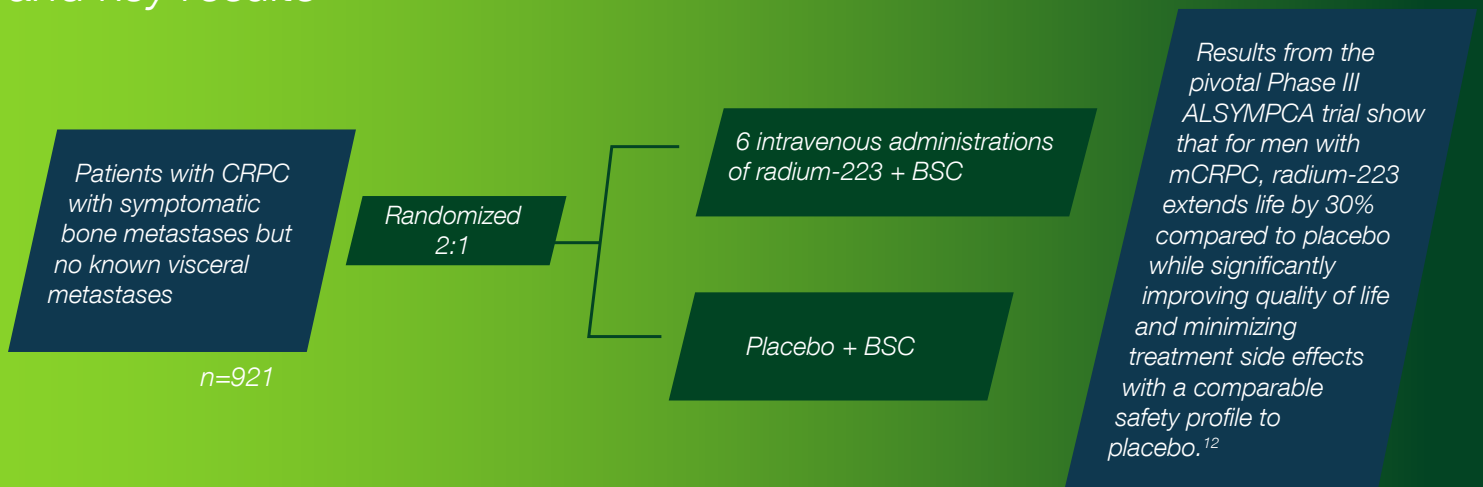 and key results
Patients with CRPC
with symptomatic
bone metastases but
no known visceral
metastases
n=921
Randomized
2:1
6 intravenous administrations
of radium-223 + BSC
Placebo + BSC
Results from the
pivotal Phase III
ALSYMPCA trial show
that for men with
mCRPC, radium-223
extends life by 30%
compared to placebo
while significantly
improving quality of life
and minimizing
treatment side effects
with a comparable
safety profile to
placebo.12